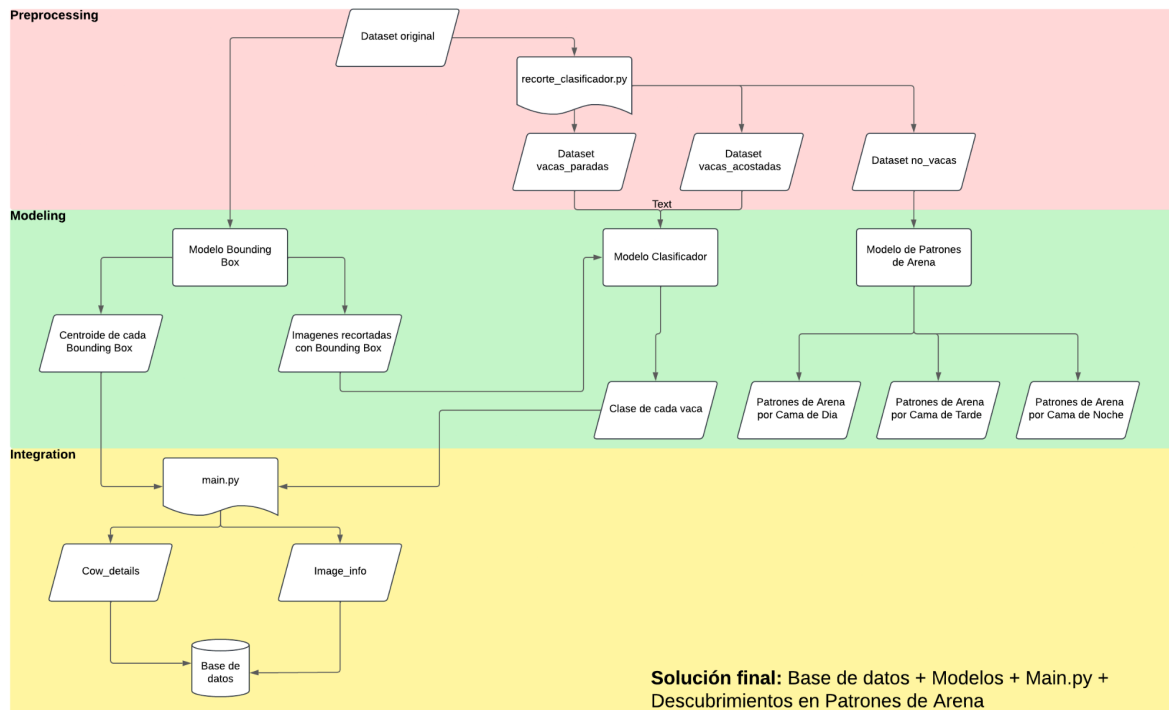 Preprocessing
Dataset original
recorte_clasificador.py
Dataset
vacas_paradas
Dataset
vacas_acostadas
Dataset no_vacas
Text
Modeling
Modelo Bounding
Box
Modelo Clasificador
Modelo de Patrones
de Arena
Centroide de cada
Bounding Box
Imagenes recortadas
con Bounding Box
Clase de cada vaca
Patrones de Arena
por Cama de Dia
Patrones de Arena
por Cama de Tarde
Patrones de Arena
por Cama de Noche
Integration
main.py
Cow_details
Image_info
Base de
datos
Solución final: Base de datos + Modelos + Main.py +
Descubrimientos en Patrones de Arena